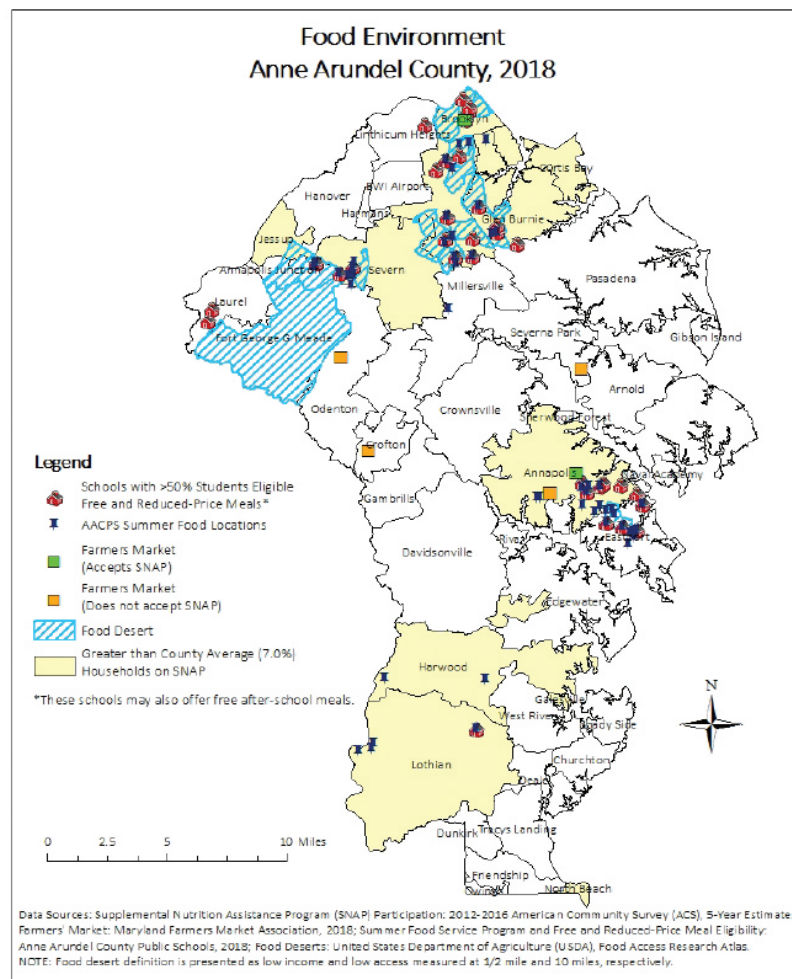 Food Environment
Anne Arundel County, 2018
Brooklyn
Linthicum Heights
Curtis Bay
BWI Airport
Hanover
Harmans
Glen Burnie
Jessup
Annapolis Junction
Severn
Pasadena
Millersville
Laurel
Fort George G Meade
Severna Park
Gibson Island
Arnold
Odenton
Crownsville
Sherwood Forest
Crofton
Annapolis
Naval Academy
Gambrills
Riva
Eastport
Davidsonville
Edgewater
Harwood
Galesville
West River
Shady Side
Lothian
Churchton
Deale
Dunkirk
Tracys Landing
Friendship
Owings
North Beach
Legend
Schools with >50% Students Eligible
Free and Reduced-Price Meals*
AACPS Summer Food Locations
Farmers Market
(Accepts SNAP)
Farmers Market
(Does not accept SNAP)
Food Desert
Greater than County Average (7.0%)
Households on SNAP
*These schools may also offer free after-school meals.
N
0 2.5 5 10 Miles
Data Sources: Supplemental Nutrition Assistance Program (SNAP) Participation: 2012-2016 American Community Survey (ACS), 5-Year Estimate
Farmers' Market: Maryland Farmers Market Association, 2018; Summer Food Service Program and Free and Reduced-Price Meal Eligibility:
Anne Arundel County Public Schools, 2018; Food Deserts: United States Department of Agriculture (USDA), Food Access Research Atlas.
NOTE: Food desert definition is presented as low income and low access measured at 1/2 mile and 10 miles, respectively.